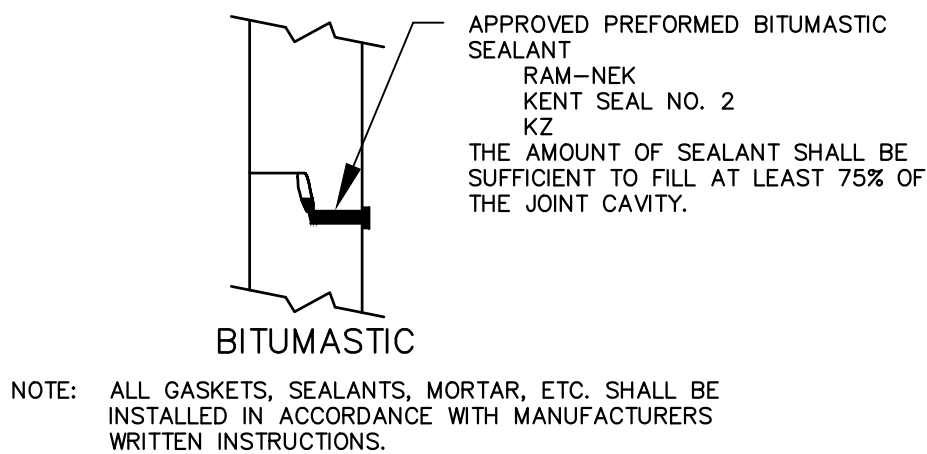 APPROVED PREFORMED BITUMASTIC
SEALANT
RAM-NEK
KENT SEAL NO. 2
KZ
THE AMOUNT OF SEALANT SHALL BE
SUFFICIENT TO FILL AT LEAST 75% OF
THE JOINT CAVITY.
BITUMASTIC
NOTE: ALL GASKETS, SEALANTS, MORTAR, ETC. SHALL BE
INSTALLED IN ACCORDANCE WITH MANUFACTURERS
WRITTEN INSTRUCTIONS.